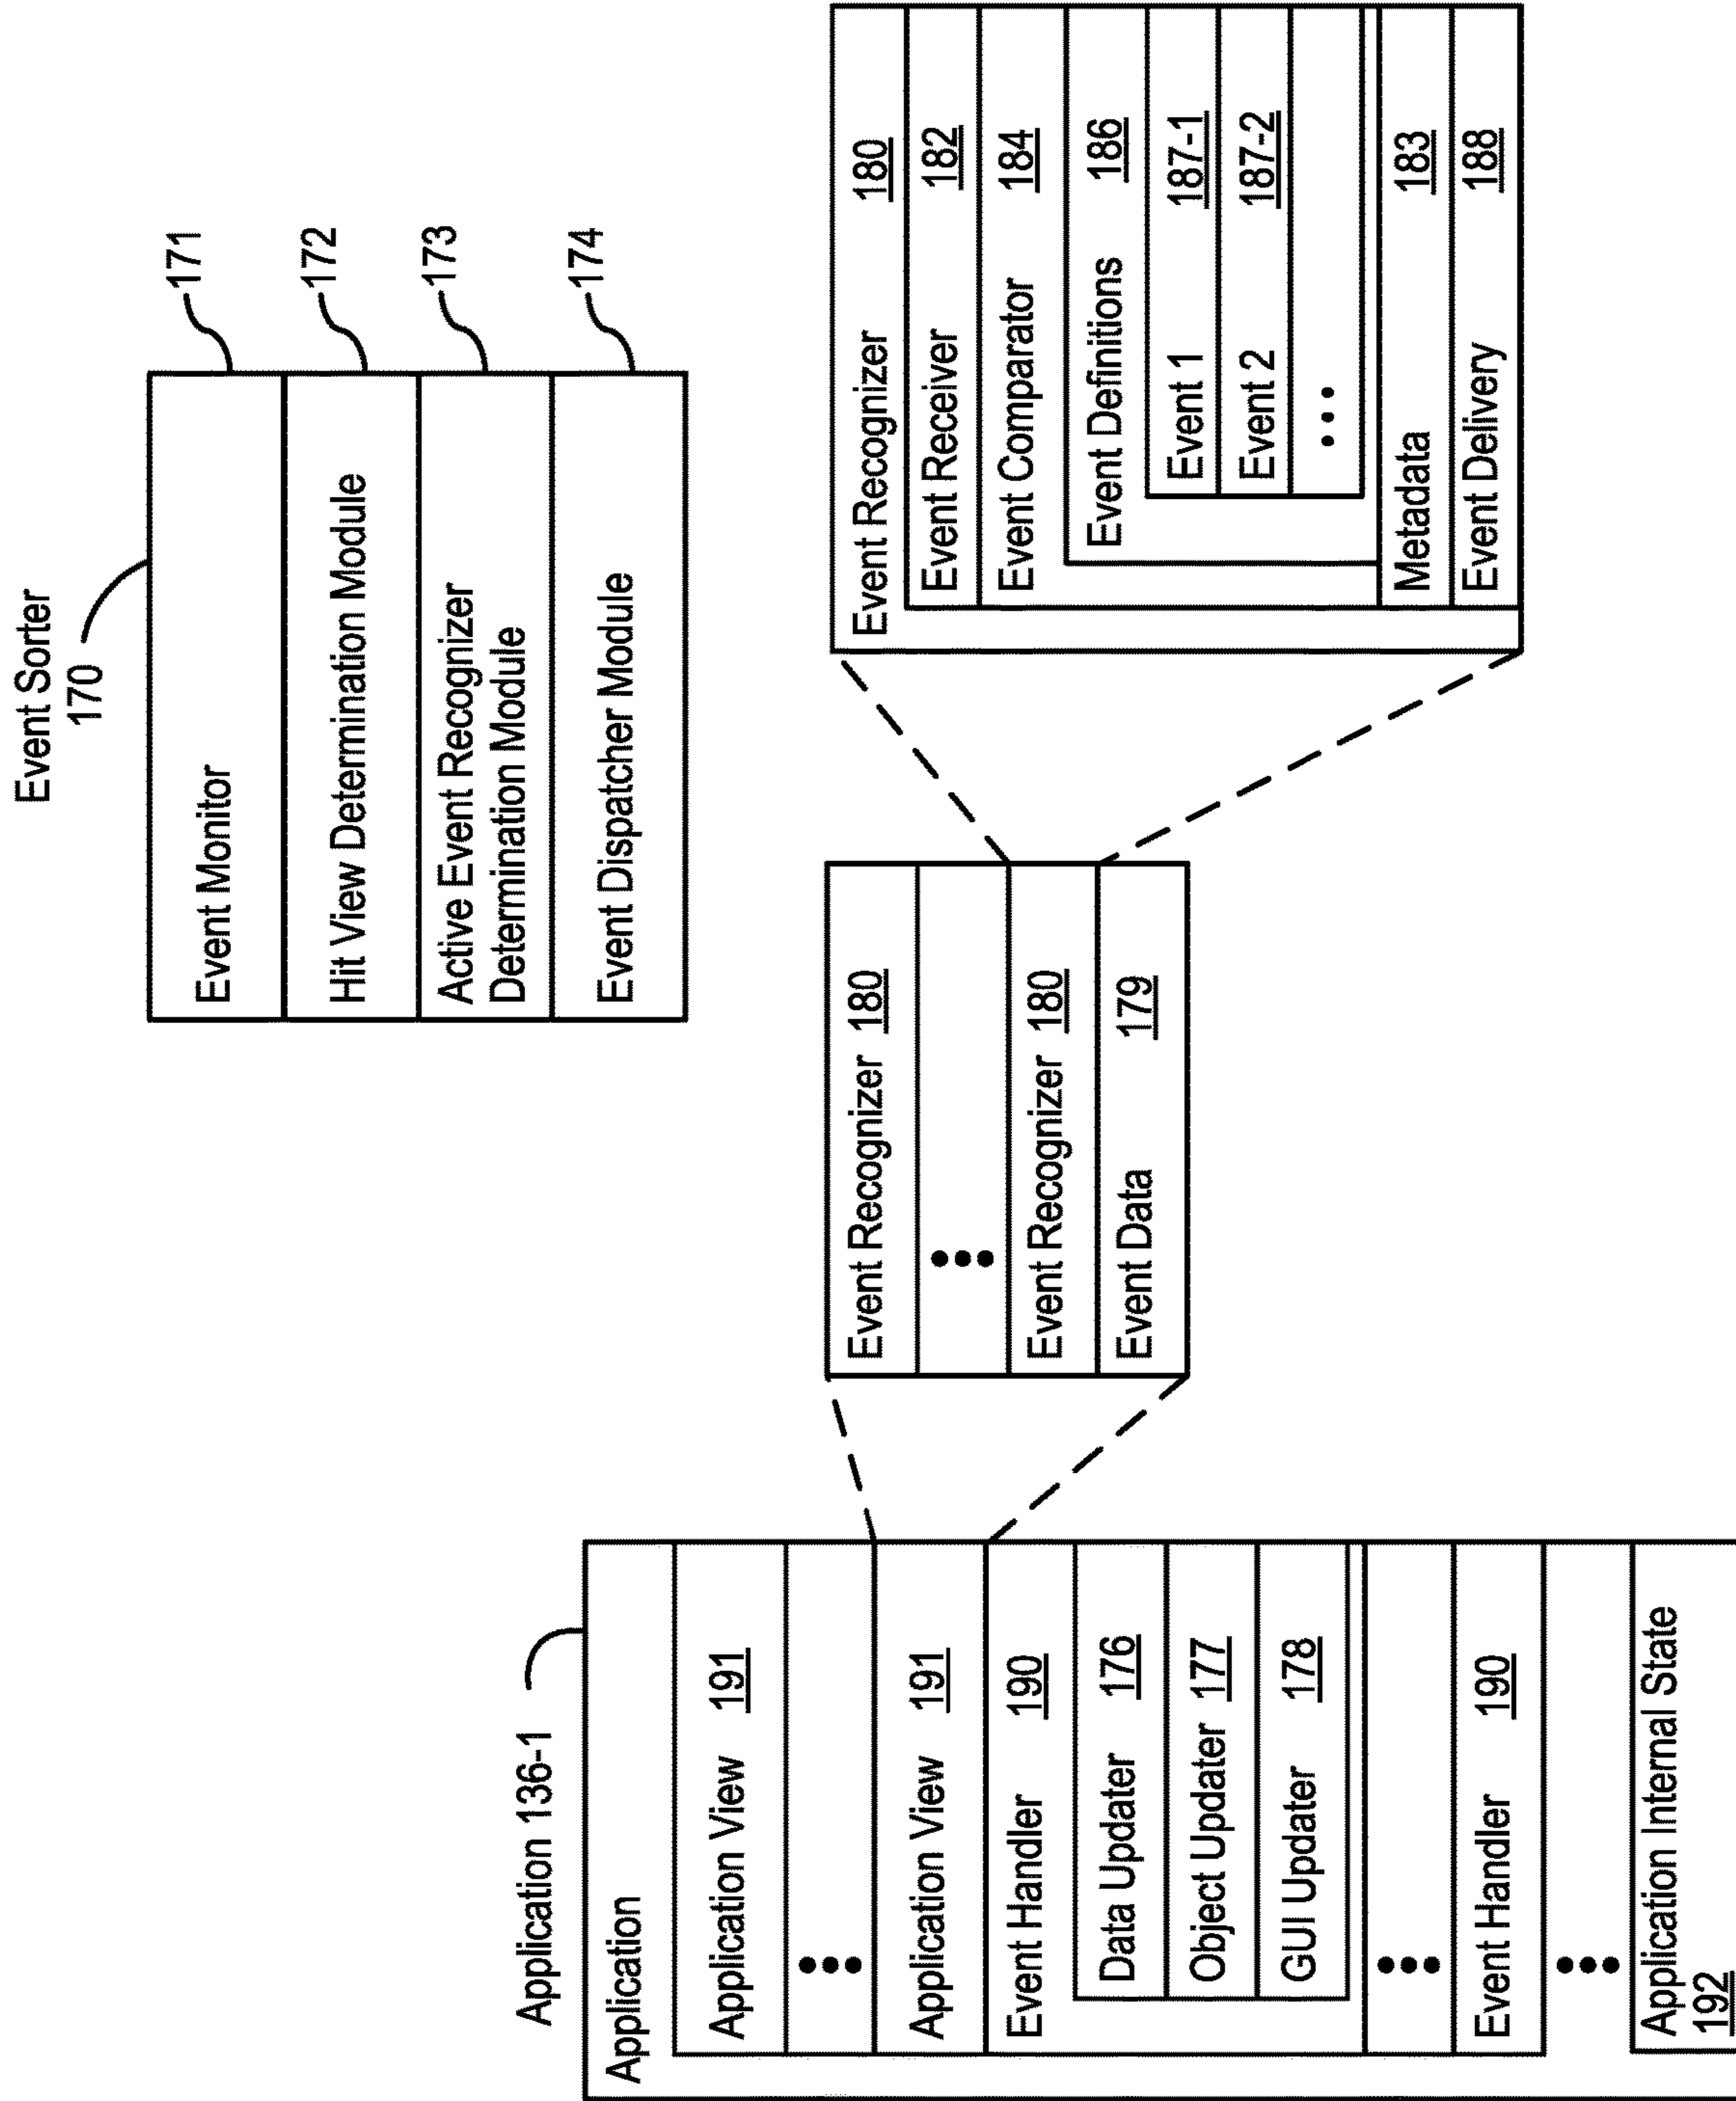 Event Sorter
170
Event Monitor
171
Hit View Determination Module
172
Active Event Recognizer
Determination Module
173
Event Dispatcher Module
174
Application 136-1
Application
Application View 191
•••
Application View 191
Event Handler 190
Data Updater 176
Object Updater 177
GUI Updater 178
•••
Event Handler 190
•••
Application Internal State
192
Event Recognizer 180
•••
Event Recognizer 180
Event Data 179
Event Recognizer 180
Event Receiver 182
Event Comparator 184
Event Definitions 186
Event 1 187-1
Event 2 187-2
•••
Metadata 183
Event Delivery 188